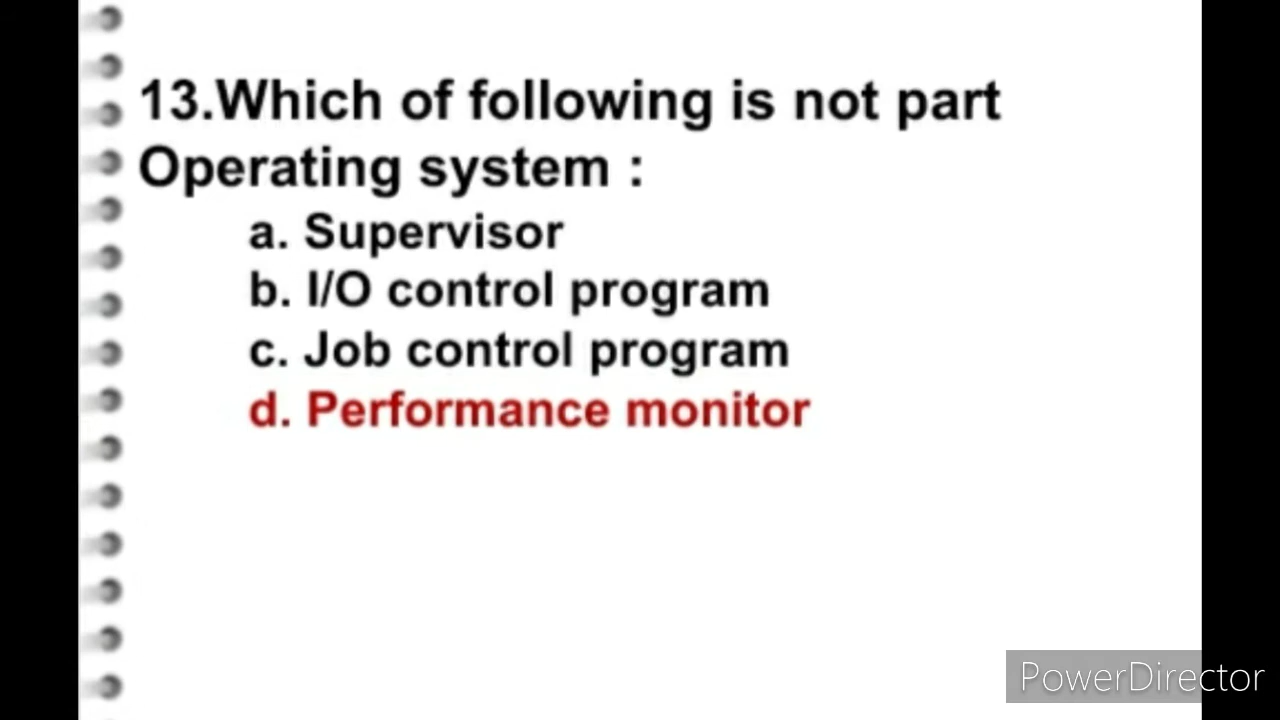 13.Which of following is not part
Operating system :
a. Supervisor
b. I/O control program
c. Job control program
d. Performance monitor
PowerDirector